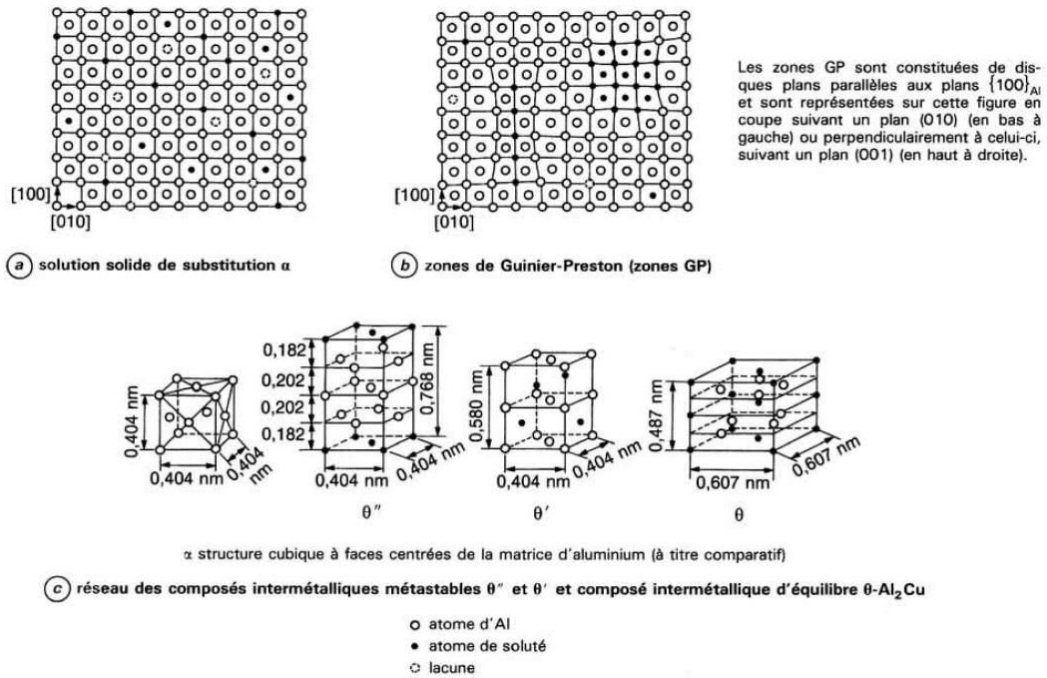 Les zones GP sont constituées de dis-
ques plans parallèles aux plans {100}Al
et sont représentées sur cette figure en
coupe suivant un plan (010) (en bas à
gauche) ou perpendiculairement à celui-ci,
suivant un plan (001) (en haut à droite).
[100]
[010]
[100]
[010]
a solution solide de substitution α
b zones de Guinier-Preston (zones GP)
0,404 nm
0,404 nm
0,404 nm
0,182
0,202
0,202
0,182
0,768 nm
0,404 nm
0,404 nm
θ″
0,580 nm
0,404 nm
0,404 nm
θ′
0,487 nm
0,607 nm
0,607 nm
θ
α structure cubique à faces centrées de la matrice d'aluminium (à titre comparatif)
c réseau des composés intermétalliques métastables θ″ et θ′ et composé intermétallique d'équilibre θ-Al₂Cu
atome d'Al
atome de soluté
lacune